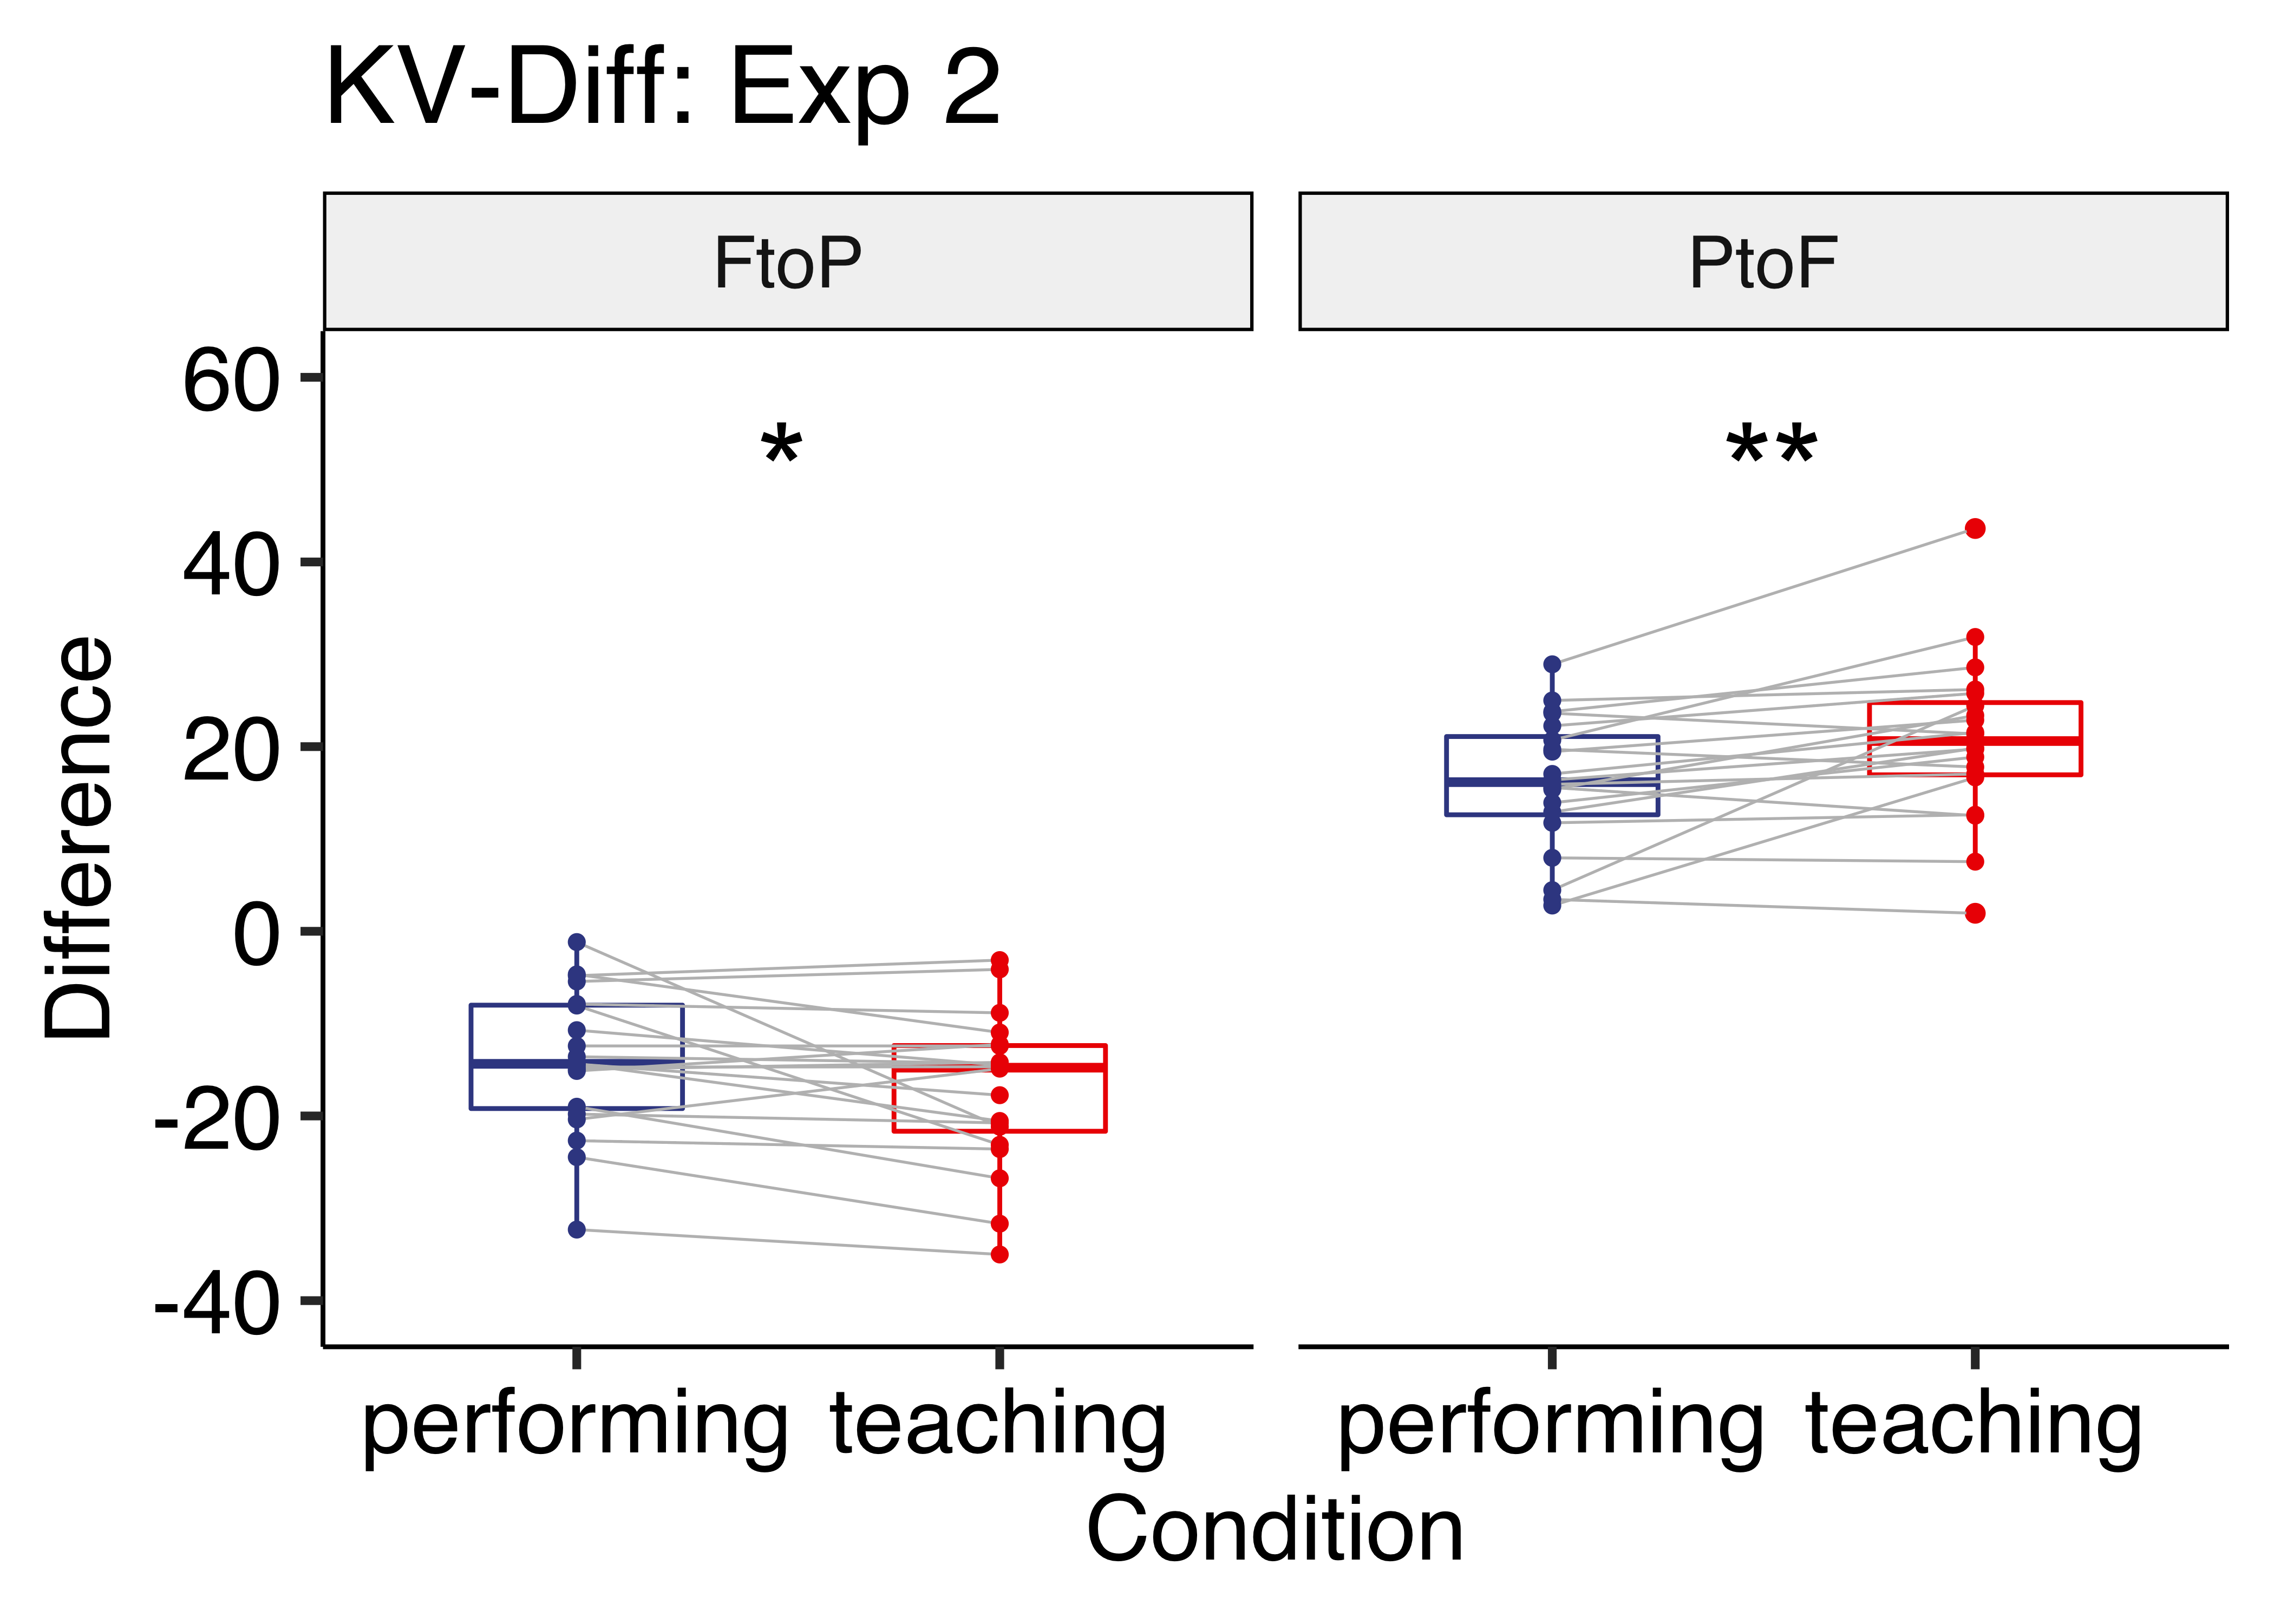 KV-Diff: Exp 2
FtoP
PtoF
60
40
20
0
-20
-40
*
**
Difference
performing
teaching
performing
teaching
Condition